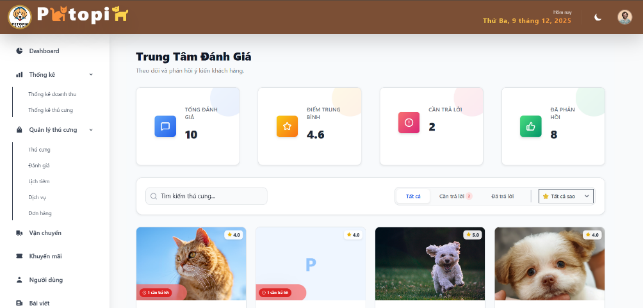 PETTOPIA
Petopi
Hôm nay
Thứ Ba, 9 tháng 12, 2025
Dashboard
Thống kê
Thống kê doanh thu
Thống kê thú cưng
Quản lý thú cưng
Thú cưng
Đánh giá
Lịch tiêm
Dịch vụ
Đơn hàng
Vận chuyển
Khuyến mãi
Người dùng
Bài viết
Trung Tâm Đánh Giá
Theo dõi và phản hồi ý kiến khách hàng.
TỔNG ĐÁNH
GIÁ
10
ĐIỂM TRUNG
BÌNH
4.6
CẦN TRẢ LỜI
2
ĐÃ PHẢN
HỒI
8
Tìm kiếm thú cưng...
Tất cả
Cần trả lời
Đã trả lời
Tất cả sao
4.0
1 cần trả lời
4.0
P
1 cần trả lời
5.0
4.0